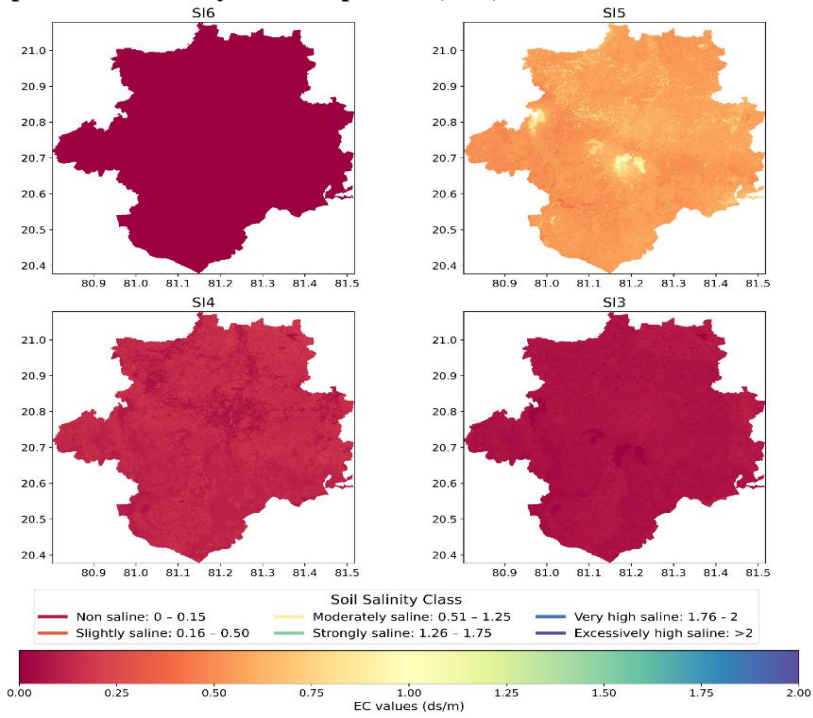 SI6
SI5
21.0
20.9
20.8
20.7
20.6
20.5
20.4
21.0
20.9
20.8
20.7
20.6
20.5
20.4
80.9 81.0 81.1 81.2 81.3 81.4 81.5
80.9 81.0 81.1 81.2 81.3 81.4 81.5
SI4
SI3
21.0
20.9
20.8
20.7
20.6
20.5
20.4
21.0
20.9
20.8
20.7
20.6
20.5
20.4
80.9 81.0 81.1 81.2 81.3 81.4 81.5
80.9 81.0 81.1 81.2 81.3 81.4 81.5
Soil Salinity Class
Non saline: 0 – 0.15
Moderately saline: 0.51 – 1.25
Very high saline: 1.76 - 2
Slightly saline: 0.16 – 0.50
Strongly saline: 1.26 – 1.75
Excessively high saline: >2
0.00 0.25 0.50 0.75 1.00 1.25 1.50 1.75 2.00
EC values (ds/m)